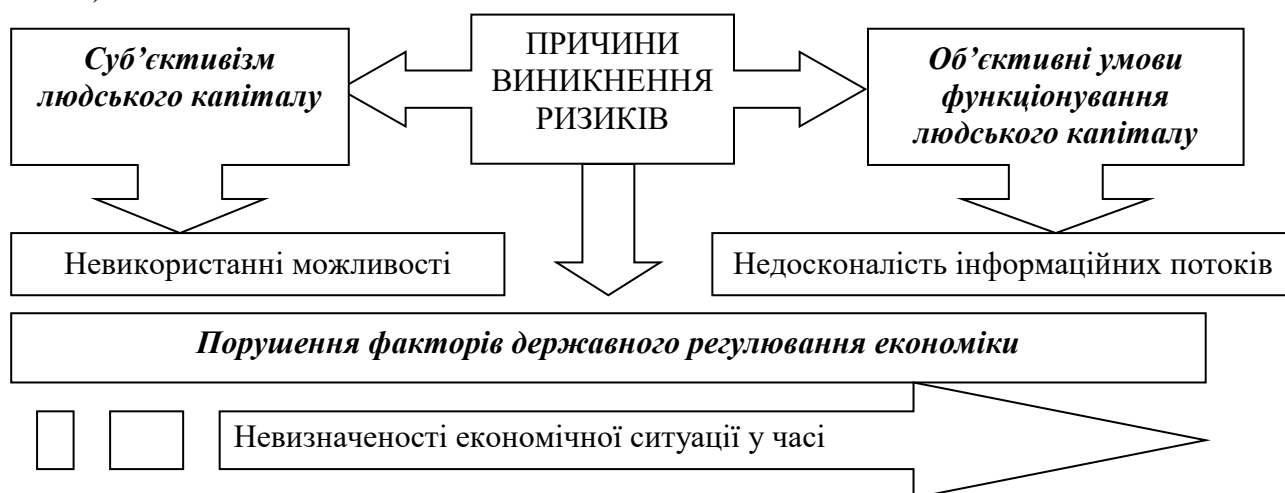 Суб’єктивізм
людського капіталу
ПРИЧИНИ
ВИНИКНЕННЯ
РИЗИКІВ
Об’єктивні умови
функціонування
людського капіталу
Невикористанні можливості
Недосконалість інформаційних потоків
Порушення факторів державного регулювання економіки
Невизначеності економічної ситуації у часі